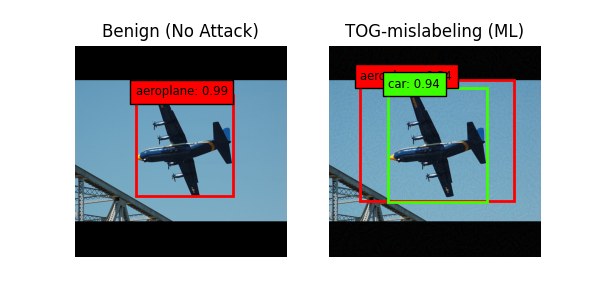 Benign (No Attack)
TOG-mislabeling (ML)
aeroplane: 0.99
car: 0.94